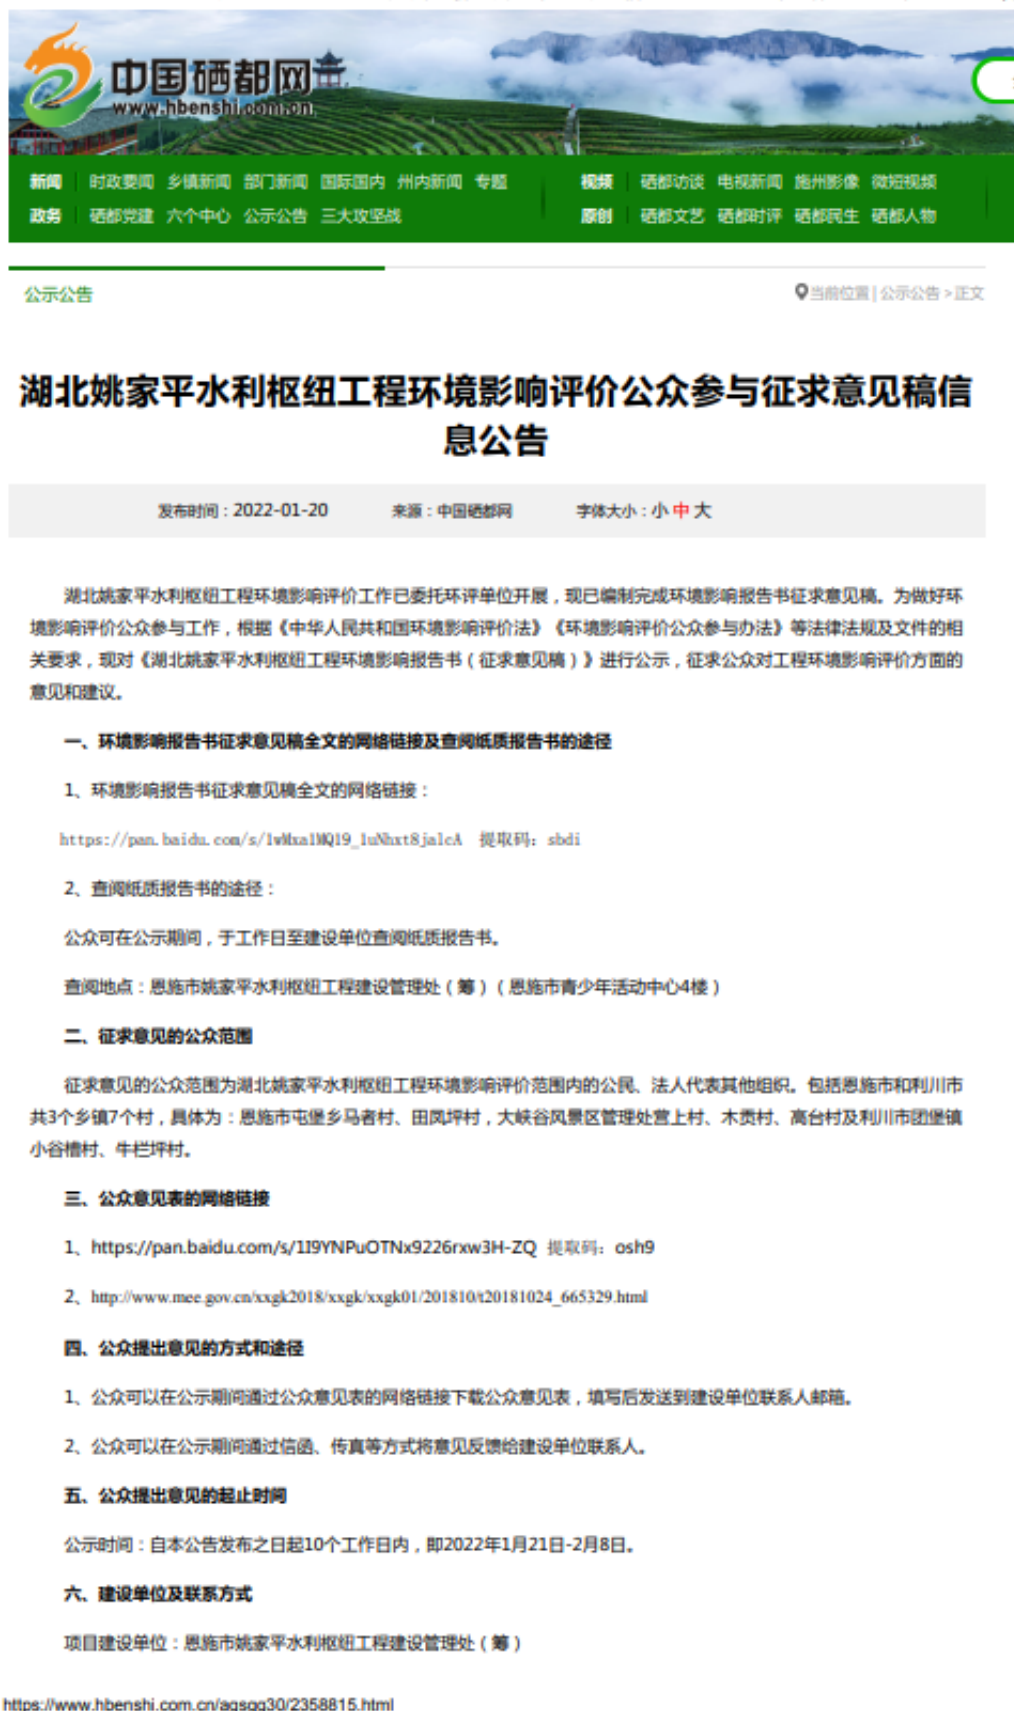 中国硒都网
www.hbenshi.com.cn
新闻 时政要闻 乡镇新闻 部门新闻 国际国内 州内新闻 专题 视频 硒都访谈 电视新闻 施州影像 微短视频
政务 硒都党建 六个中心 公示公告 三大攻坚战 原创 硒都文艺 硒都时评 硒都民生 硒都人物
公示公告 当前位置 | 公示公告 > 正文
湖北姚家平水利枢纽工程环境影响评价公众参与征求意见稿信
息公告
发布时间：2022-01-20 来源：中国硒都网 字体大小：小 中 大
湖北姚家平水利枢纽工程环境影响评价工作已委托环评单位开展，现已编制完成环境影响报告书征求意见稿。为做好环
境影响评价公众参与工作，根据《中华人民共和国环境影响评价法》《环境影响评价公众参与办法》等法律法规及文件的相
关要求，现对《湖北姚家平水利枢纽工程环境影响报告书（征求意见稿）》进行公示，征求公众对工程环境影响评价方面的
意见和建议。
一、环境影响报告书征求意见稿全文的网络链接及查阅纸质报告书的途径
1、环境影响报告书征求意见稿全文的网络链接：
https://pan.baidu.com/s/1wMxa1MQ19_1uNhxt8jalcA 提取码：sbdi
2、查阅纸质报告书的途径：
公众可在公示期间，于工作日至建设单位查阅纸质报告书。
查阅地点：恩施市姚家平水利枢纽工程建设管理处（筹）（恩施市青少年活动中心4楼）
二、征求意见的公众范围
征求意见的公众范围为湖北姚家平水利枢纽工程环境影响评价范围内的公民、法人代表其他组织。包括恩施市和利川市
共3个乡镇7个村，具体为：恩施市屯堡乡马者村、田凤坪村，大峡谷风景区管理处营上村、木贡村、高台村及利川市团堡镇
小谷槽村、牛栏坪村。
三、公众意见表的网络链接
1、https://pan.baidu.com/s/1I9YNPuOTNx9226rxw3H-ZQ 提取码：osh9
2、http://www.mee.gov.cn/xxgk2018/xxgk/xxgk01/201810/t20181024_665329.html
四、公众提出意见的方式和途径
1、公众可以在公示期间通过公众意见表的网络链接下载公众意见表，填写后发送到建设单位联系人邮箱。
2、公众可以在公示期间通过信函、传真等方式将意见反馈给建设单位联系人。
五、公众提出意见的起止时间
公示时间：自本公告发布之日起10个工作日内，即2022年1月21日-2月8日。
六、建设单位及联系方式
项目建设单位：恩施市姚家平水利枢纽工程建设管理处（筹）
https://www.hbenshi.com.cn/agsgg30/2358815.html